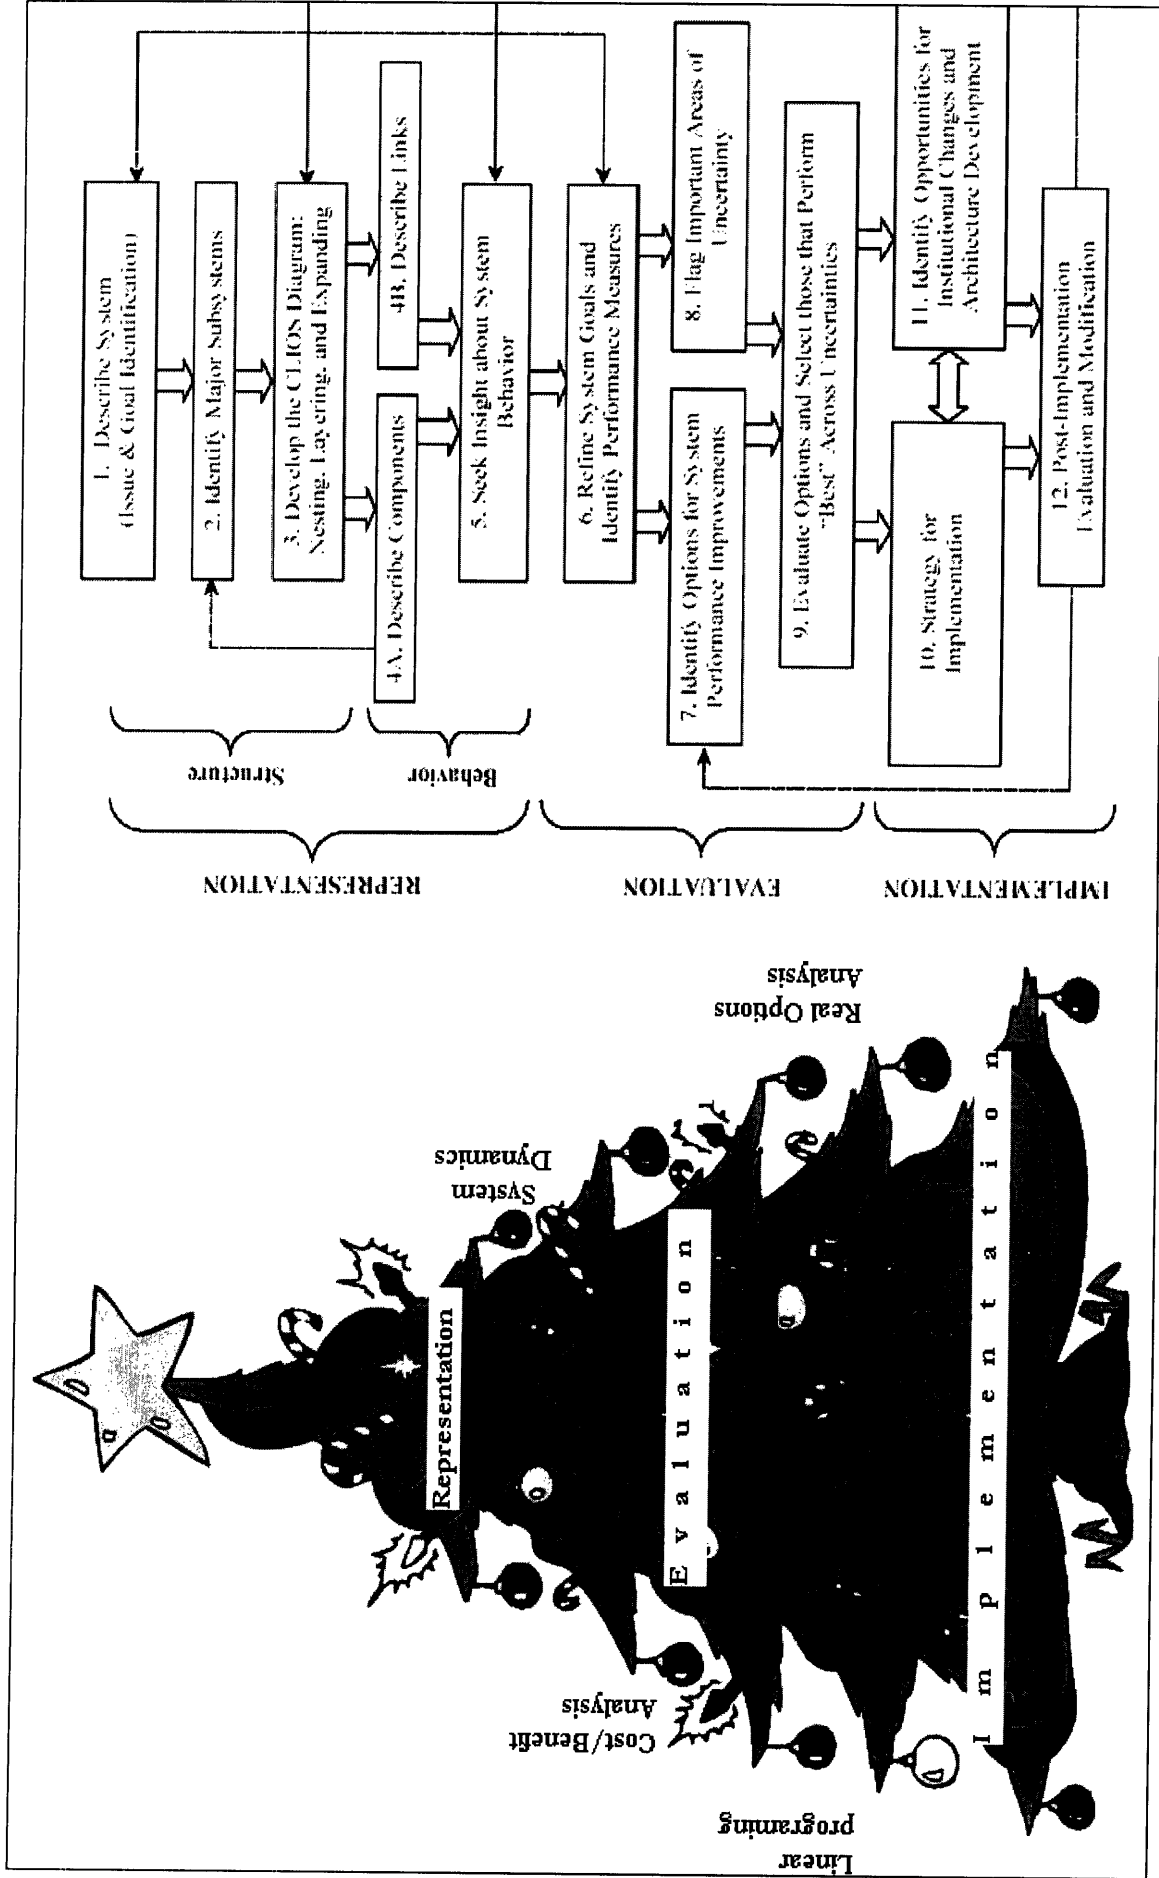 Representation
Evaluation
Implementation
System
Dynamics
Cost/Benefit
Analysis
Linear
programing
Real Options
Analysis
REPRESENTATION
EVALUATION
IMPLEMENTATION
Structure
Behavior
1. Describe System
(Issue & Goal Identification)
2. Identify Major Subsystems
3. Develop the CLIOS Diagram:
Nesting, Layering, and Expanding
4A. Describe Components
4B. Describe Links
5. Seek Insight about System
Behavior
6. Refine System Goals and
Identify Performance Measures
7. Identify Options for System
Performance Improvements
8. Flag Important Areas of
Uncertainty
9. Evaluate Options and Select those that Perform
"Best" Across Uncertainties
10. Strategy for
Implementation
11. Identify Opportunities for
Institutional Changes and
Architecture Development
12. Post-Implementation
Evaluation and Modification